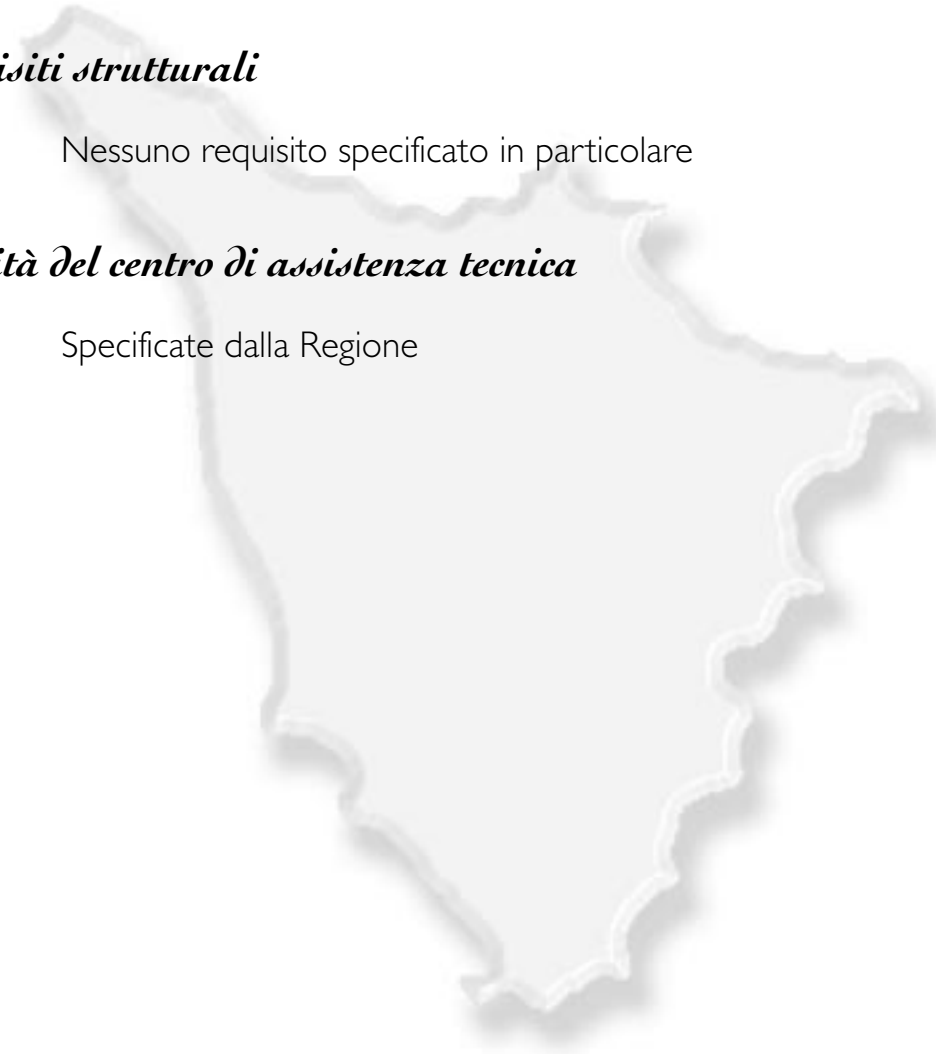 isiti strutturali
Nessuno requisito specificato in particolare
ità del centro di assistenza tecnica
Specificate dalla Regione